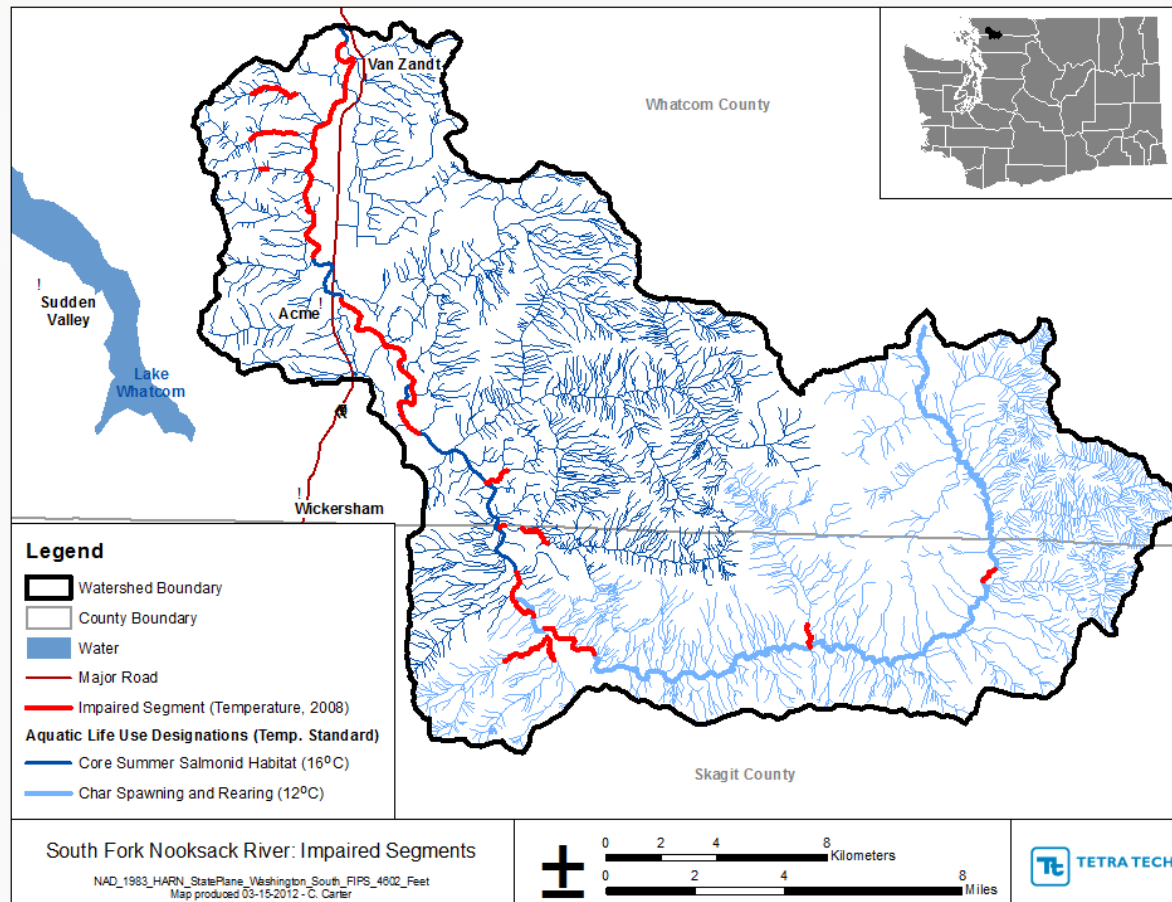 Van Zandt
Whatcom County
!
Sudden
Valley
Acme
!
Lake
Whatcom
!
Wickersham
Legend
Watershed Boundary
County Boundary
Water
Major Road
Impaired Segment (Temperature, 2008)
Aquatic Life Use Designations (Temp. Standard)
Core Summer Salmonid Habitat (16°C)
Char Spawning and Rearing (12°C)
Skagit County
South Fork Nooksack River: Impaired Segments
NAD_1983_HARN_StatePlane_Washington_South_FIPS_4602_Feet
Map produced 03-15-2012 - C. Carter
0 2 4 8
Kilometers
0 2 4 8
Miles
Tt TETRA TECH